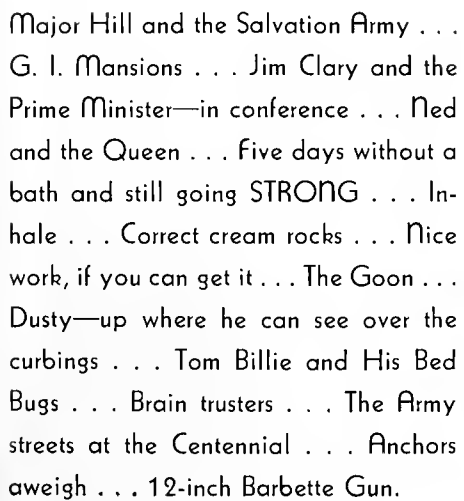 Major Hill and the Salvation Army . . .
G. I. Mansions . . . Jim Clary and the
Prime Minister—in conference . . . Ned
and the Queen . . . Five days without a
bath and still going STRONG . . . In-
hale . . . Correct cream rocks . . . Nice
work, if you can get it . . . The Goon . . .
Dusty—up where he can see over the
curbings . . . Tom Billie and His Bed
Bugs . . . Brain trusters . . . The Army
streets at the Centennial . . . Anchors
aweigh . . . 12-inch Barbette Gun.